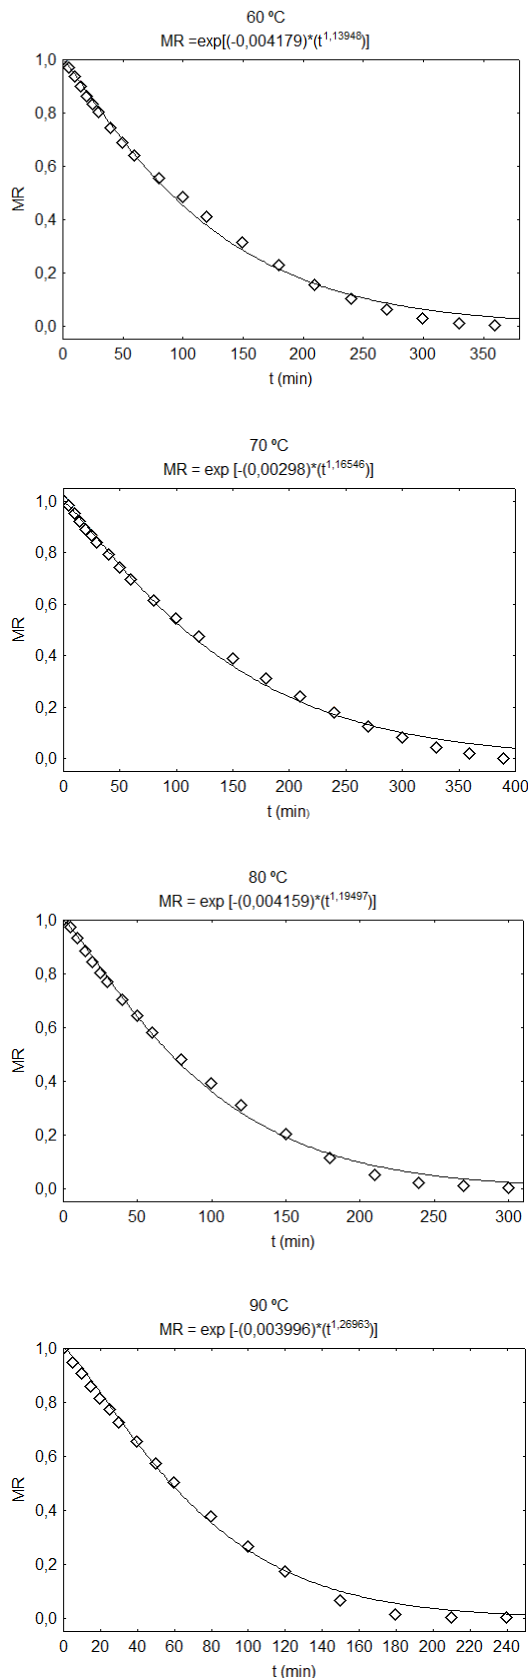 60 ºC
MR =exp[(-0,004179)*(t^1,13948)]
1,0
0,8
0,6
0,4
0,2
0,0
MR
0 50 100 150 200 250 300 350
t (min)
70 ºC
MR = exp [-(0,00298)*(t^1,16546)]
1,0
0,8
0,6
0,4
0,2
0,0
MR
0 50 100 150 200 250 300 350 400
t (min)
80 ºC
MR = exp [-(0,004159)*(t^1,19497)]
1,0
0,8
0,6
0,4
0,2
0,0
MR
0 50 100 150 200 250 300
t (min)
90 ºC
MR = exp [-(0,003996)*(t^1,26963)]
1,0
0,8
0,6
0,4
0,2
0,0
MR
0 20 40 60 80 100 120 140 160 180 200 220 240
t (min)